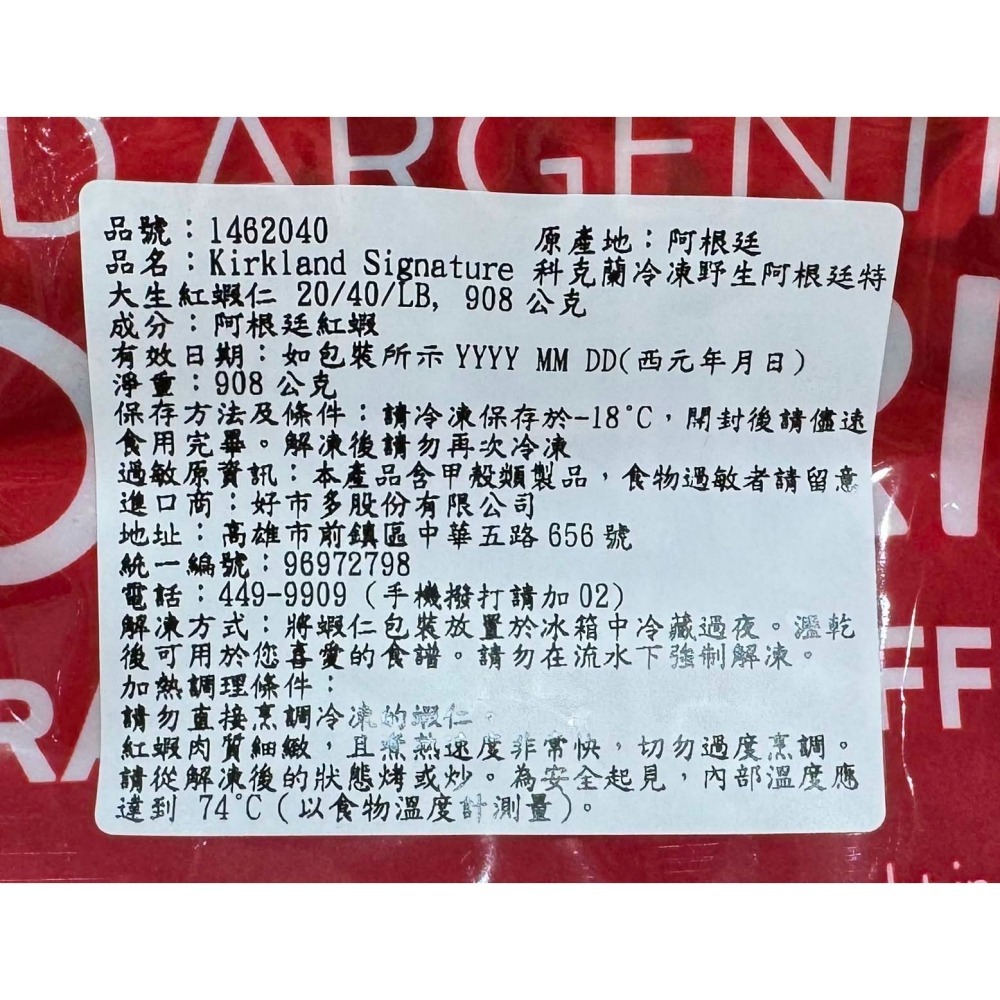 D ARGENTI
品號：1462040 原產地：阿根廷
品名：Kirkland Signature 科克蘭冷凍野生阿根廷特
大生紅蝦仁 20/40/LB, 908 公克
成分：阿根廷紅蝦
有效日期：如包裝所示 YYYY MM DD(西元年月日)
淨重：908 公克
保存方法及條件：請冷凍保存於-18°C，開封後請儘速
食用完畢。解凍後請勿再次冷凍
過敏原資訊：本產品含甲殼類製品，食物過敏者請留意
進口商：好市多股份有限公司
地址：高雄市前鎮區中華五路 656 號
統一編號：96972798
電話：449-9909 (手機撥打請加 02)
解凍方式：將蝦仁包裝放置於冰箱中冷藏過夜。瀝乾
後可用於您喜愛的食譜。請勿在流水下強制解凍。
加熱調理條件：
請勿直接烹調冷凍的蝦仁。
紅蝦肉質細緻，且煮熟速度非常快，切勿過度烹調。
請從解凍後的狀態烤或炒。為安全起見，內部溫度應
達到 74°C (以食物溫度計測量)。